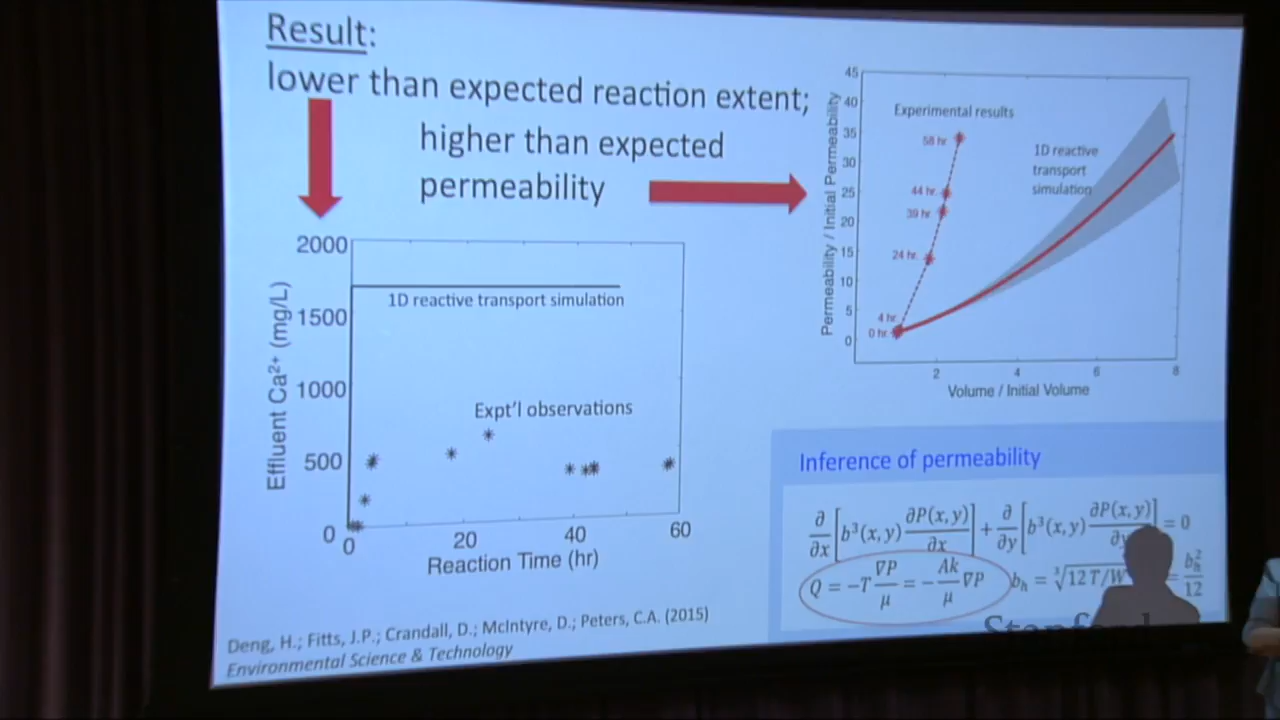 Result:
lower than expected reaction extent;
higher than expected
permeability
2000
1500
1000
500
0
Effluent Ca²⁺ (mg/L)
1D reactive transport simulation
Expt'l observations
0
20
40
60
Reaction Time (hr)
45
40
35
30
25
20
15
10
5
0
Permeability / Initial Permeability
Experimental results
58 hr.
44 hr.
39 hr.
24 hr.
4 hr.
0 hr.
1D reactive
transport
simulation
2
4
6
8
Volume / Initial Volume
Inference of permeability
∂/∂x [b³(x, y) ∂P(x, y)/∂x] + ∂/∂y [b³(x, y) ∂P(x, y)/∂y] = 0
Q = −T ∇P/μ = − Ak/μ ∇P b_h = ∛12T/W = b_h²/12
Deng, H.; Fitts, J.P.; Crandall, D.; McIntyre, D.; Peters, C.A. (2015)
Environmental Science & Technology